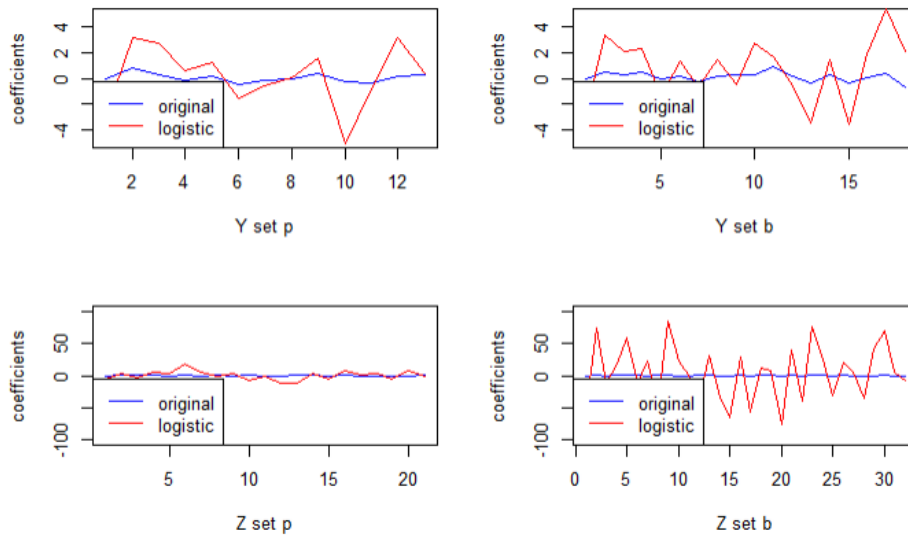 coefficients
4
2
0
-4
original
logistic
2 4 6 8 10 12
Y set p
coefficients
4
2
0
-4
original
logistic
5 10 15
Y set b
coefficients
50
0
-100
original
logistic
5 10 15 20
Z set p
coefficients
50
0
-100
original
logistic
0 5 10 15 20 25 30
Z set b